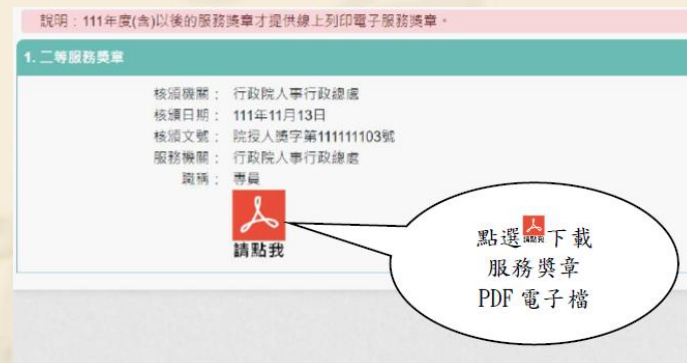 說明：111年度(含)以後的服務獎章才提供線上列印電子服務獎章。
1. 二等服務獎章
核頒機關： 行政院人事行政總處
核頒日期： 111年11月13日
核頒文號： 院授人獎字第111111103號
服務機關： 行政院人事行政總處
職稱： 專員
請點我
點選請點我下載
服務獎章
PDF 電子檔